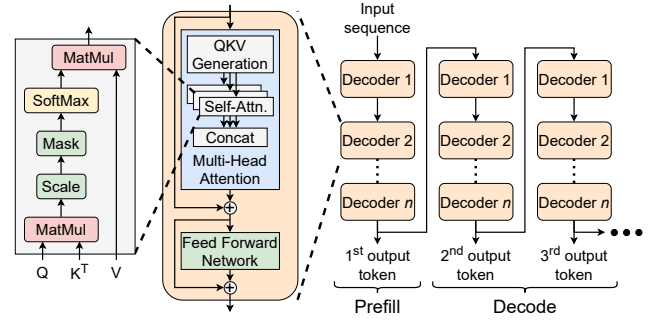 MatMul
SoftMax
Mask
Scale
MatMul
Q
K^T
V
QKV
Generation
Self-Attn.
Concat
Multi-Head
Attention
Feed Forward
Network
Input
sequence
Decoder 1
Decoder 2
Decoder n
1st output
token
Prefill
Decoder 1
Decoder 2
Decoder n
2nd output
token
Decoder 1
Decoder 2
Decoder n
3rd output
token
Decode